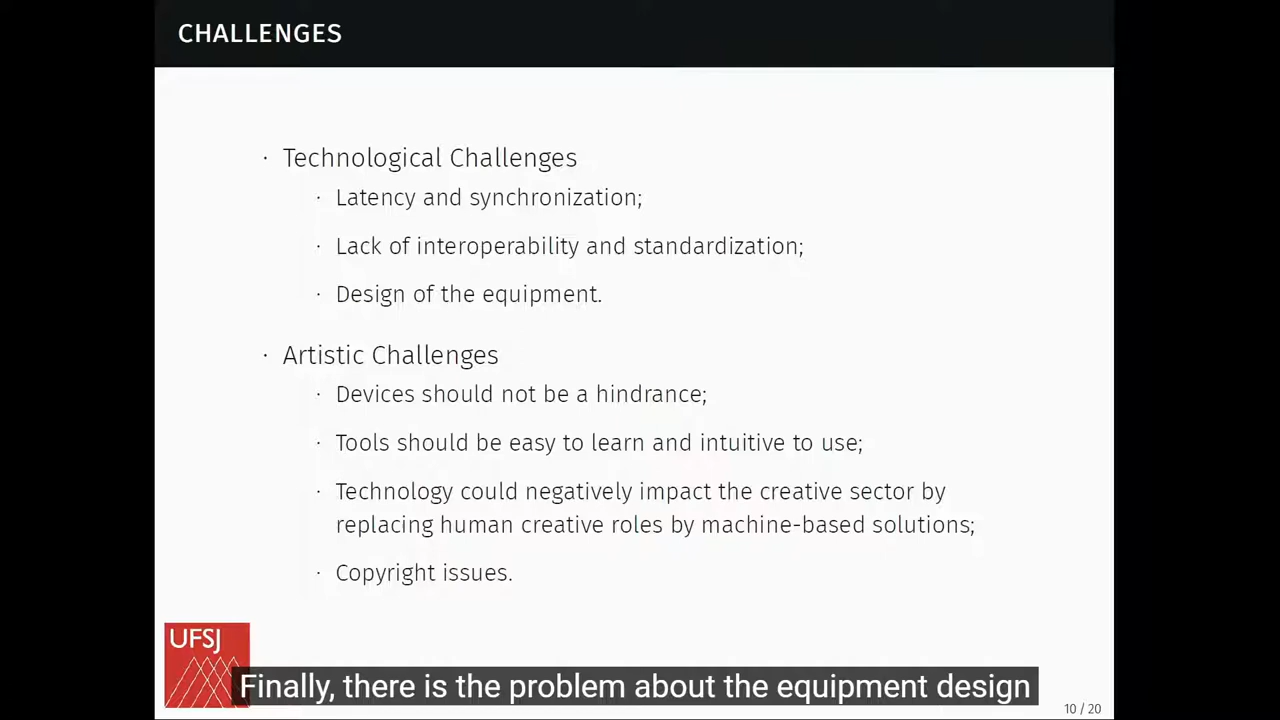 CHALLENGES
· Technological Challenges
· Latency and synchronization;
· Lack of interoperability and standardization;
· Design of the equipment.
· Artistic Challenges
· Devices should not be a hindrance;
· Tools should be easy to learn and intuitive to use;
· Technology could negatively impact the creative sector by
replacing human creative roles by machine-based solutions;
· Copyright issues.
UFSJ
Finally, there is the problem about the equipment design
10 / 20